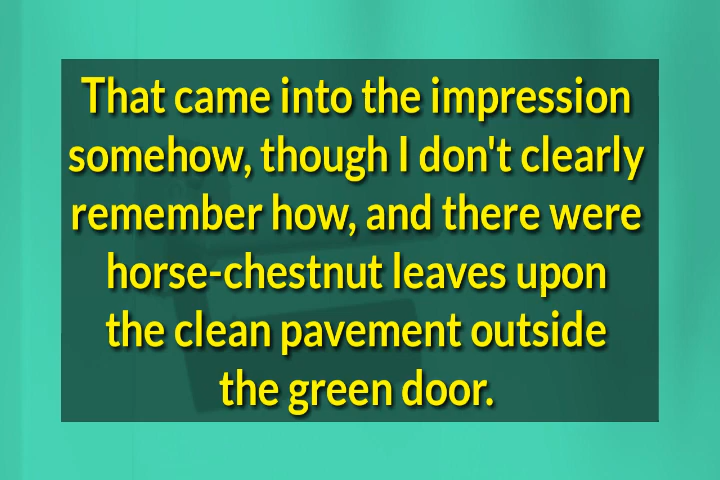 That came into the impression
somehow, though I don't clearly
remember how, and there were
horse-chestnut leaves upon
the clean pavement outside
the green door.